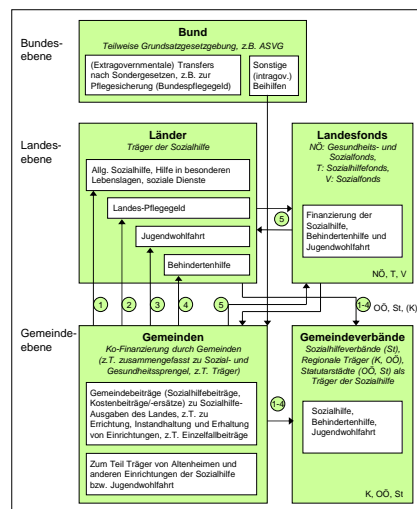 Bundes-
ebene
Bund
Teilweise Grundsatzgesetzgebung, z.B. ASVG
(Extragovernmentale) Transfers
nach Sondergesetzen, z.B. zur
Pflegesicherung (Bundespflegegeld)
Sonstige
(intragov.)
Beihilfen
Landes-
ebene
Länder
Träger der Sozialhilfe
Allg. Sozialhilfe, Hilfe in besonderen
Lebenslagen, soziale Dienste
Landes-Pflegegeld
Jugendwohlfahrt
Behindertenhilfe
Landesfonds
NÖ: Gesundheits- und
Sozialfonds,
T: Sozialhilfefonds,
V: Sozialfonds
Finanzierung der
Sozialhilfe,
Behindertenhilfe und
Jugendwohlfahrt
NÖ, T, V
5
1
2
3
4
5
1-4
OÖ, St, (K)
Gemeinde-
ebene
Gemeinden
Ko-Finanzierung durch Gemeinden
(z.T. zusammengefasst zu Sozial- und
Gesundheitssprengel, z.T. Träger)
Gemeindebeiträge (Sozialhilfebeiträge,
Kostenbeiträge/-ersätze) zu Sozialhilfe-
Ausgaben des Landes, z.T. zu
Errichtung, Instandhaltung und Erhaltung
von Einrichtungen, z.T. Einzelfallbeiträge
Zum Teil Träger von Altenheimen und
anderen Einrichtungen der Sozialhilfe
bzw. Jugendwohlfahrt
1-4
Gemeindeverbände
Sozialhilfeverbände (St),
Regionale Träger (K, OÖ),
Statutarstädte (OÖ, St) als
Träger der Sozialhilfe
Sozialhilfe,
Behindertenhilfe,
Jugendwohlfahrt
K, OÖ, St